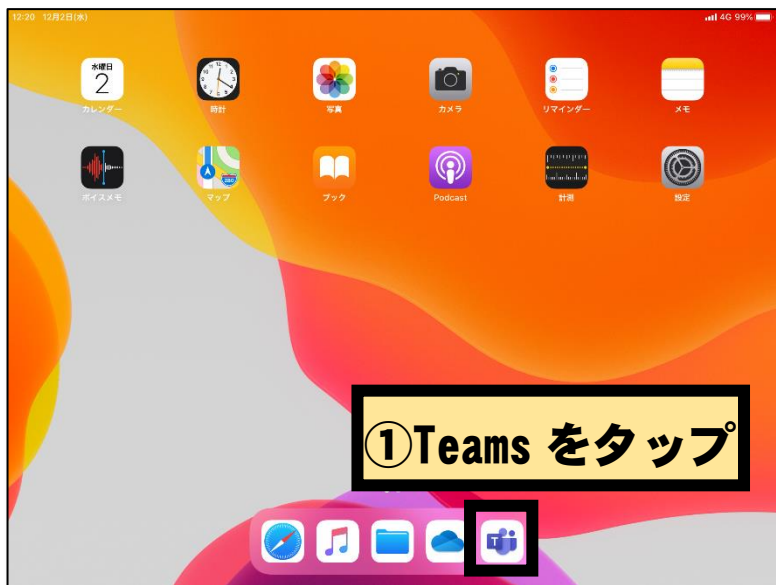 12:20 12月2日(水)
4G 99%
水曜日
2
カレンダー
時計
写真
カメラ
リマインダー
メモ
ボイスメモ
マップ
ブック
Podcast
計測
設定
①Teams をタップ
T